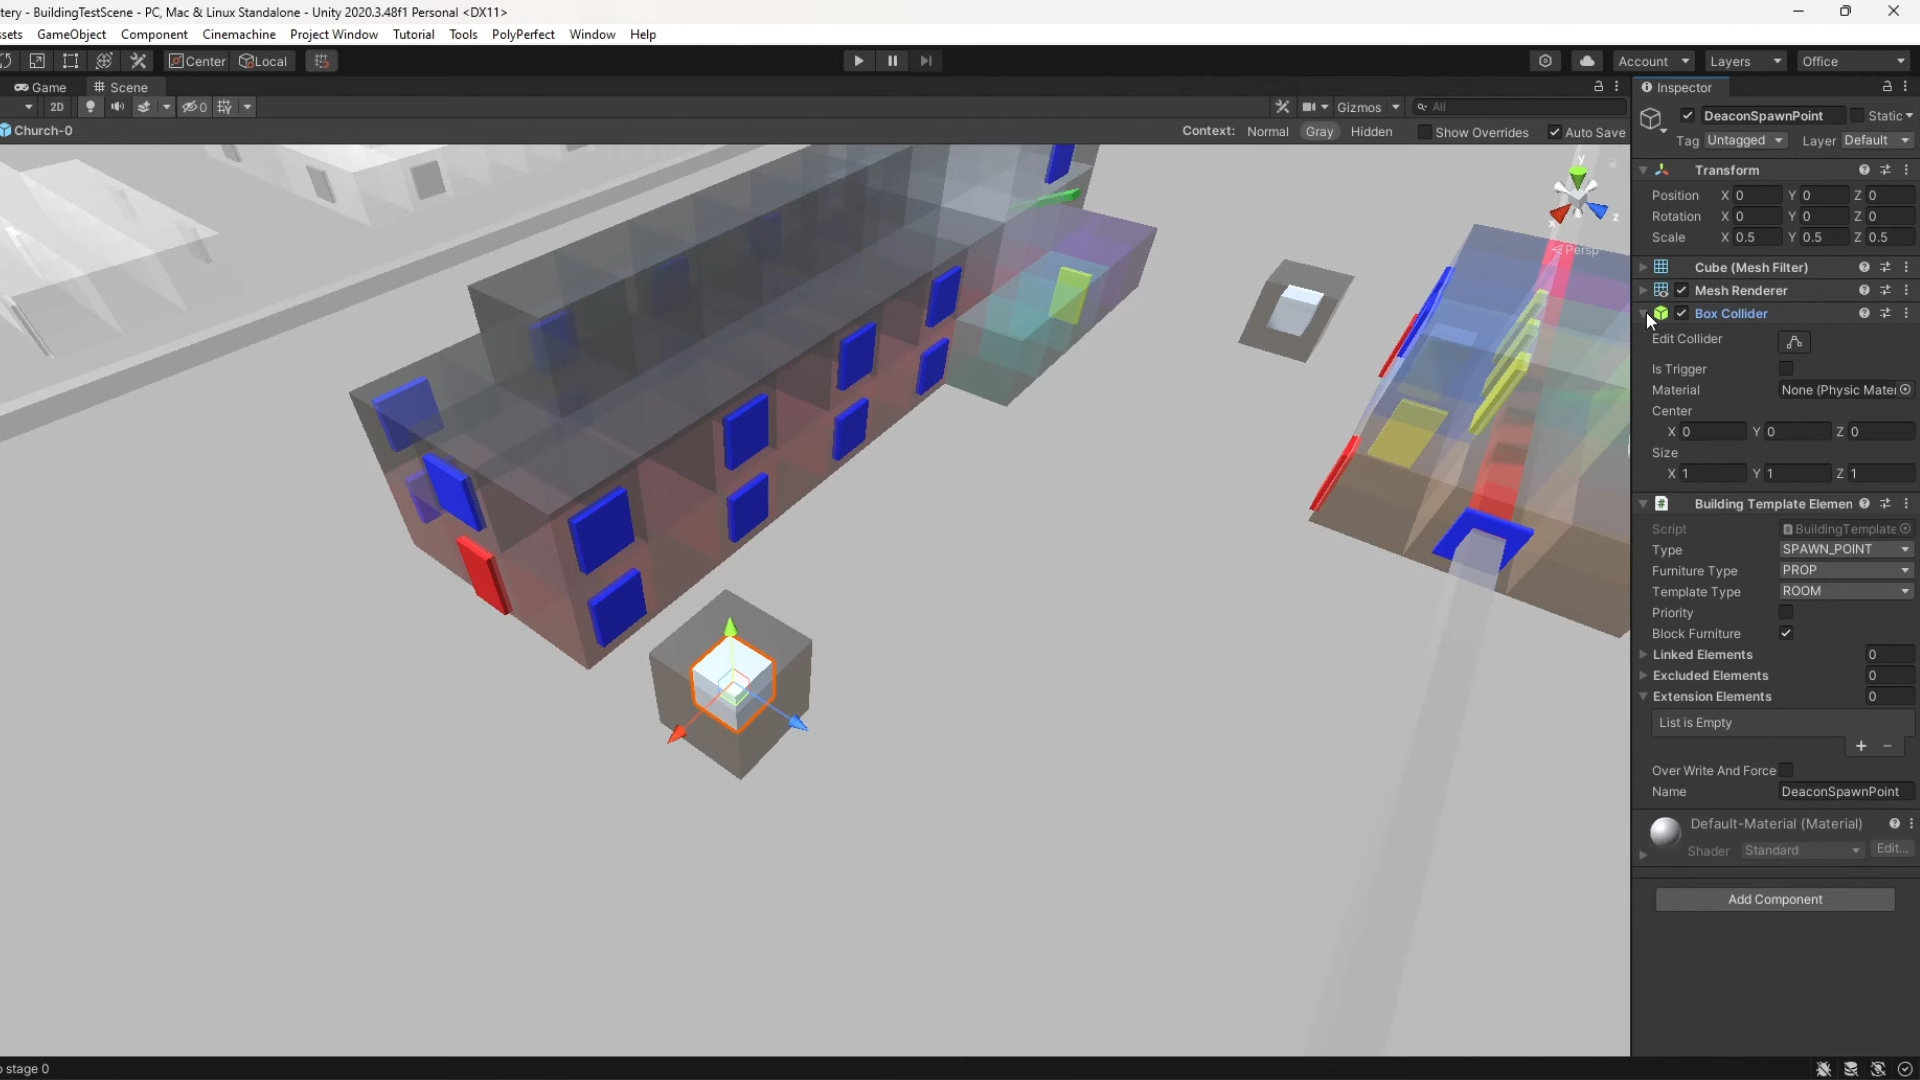 tery - BuildingTestScene - PC, Mac & Linux Standalone - Unity 2020.3.48f1 Personal <DX11>
ssets GameObject Component Cinemachine Project Window Tutorial Tools PolyPerfect Window Help
Center Local Account Layers Office
Game Scene Inspector
2D 0 Gizmos All
Church-0 Context: Normal Gray Hidden Show Overrides Auto Save
DeaconSpawnPoint Static
Tag Untagged Layer Default
y
x
z
Persp
Transform
Position X 0 Y 0 Z 0
Rotation X 0 Y 0 Z 0
Scale X 0.5 Y 0.5 Z 0.5
Cube (Mesh Filter)
Mesh Renderer
Box Collider
Edit Collider
Is Trigger
Material None (Physic Mater
Center
X 0 Y 0 Z 0
Size
X 1 Y 1 Z 1
Building Template Elemen
Script BuildingTemplate
Type SPAWN_POINT
Furniture Type PROP
Template Type ROOM
Priority
Block Furniture
Linked Elements 0
Excluded Elements 0
Extension Elements 0
List is Empty
+ −
Over Write And Force
Name DeaconSpawnPoint
Default-Material (Material)
Shader Standard Edit...
Add Component
o stage 0